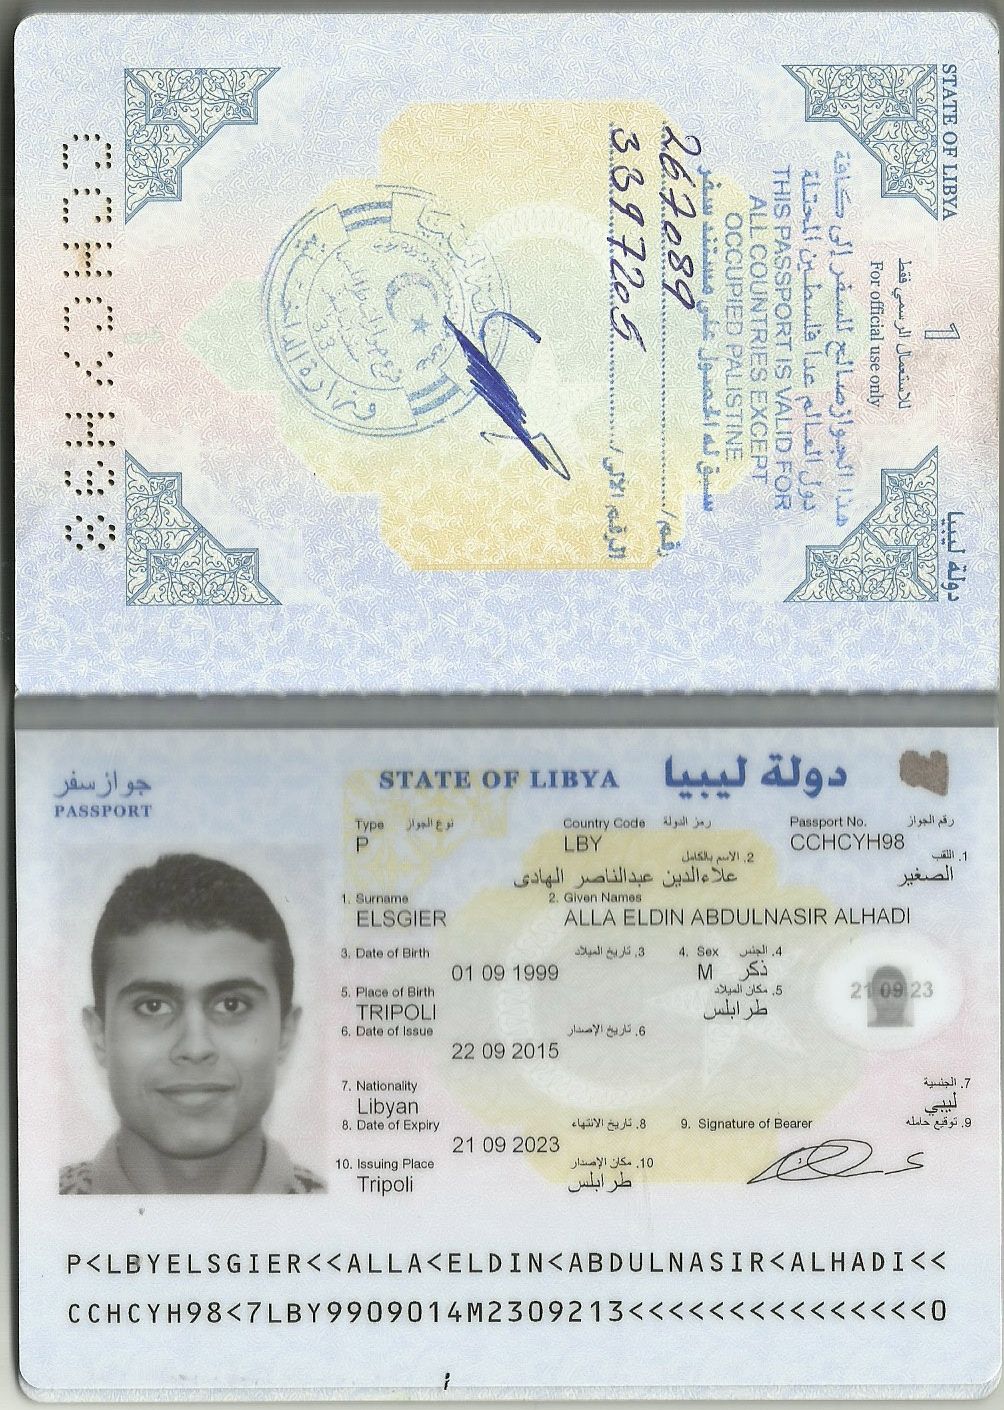 STATE OF LIBYA
دولة ليبيا
7
للاستعمال الرسمي فقط
For official use only
هذا الجواز صالح للسفر إلى كافة
دول العالم عدا فلسطين المحتلة
THIS PASSPORT IS VALID FOR
ALL COUNTRIES EXCEPT
OCCUPIED PALISTINE
سبق له الحصول على مستند سفر
رقم / 267089
الرقم الآلي / 339720
CCHCYH98
جواز سفر
PASSPORT
STATE OF LIBYA دولة ليبيا
Type نوع الجواز Country Code رمز الدولة Passport No. رقم الجواز
P LBY CCHCYH98
2. الاسم بالكامل 1. اللقب
علاءالدين عبدالناصر الهادى الصغير
1. Surname 2. Given Names
ELSGIER ALLA ELDIN ABDULNASIR ALHADI
3. Date of Birth 3. تاريخ الميلاد 4. Sex 4. الجنس
01 09 1999 M ذكر
5. Place of Birth 5. مكان الميلاد
TRIPOLI طرابلس
21 09 23
6. Date of Issue 6. تاريخ الإصدار
22 09 2015
7. Nationality 7. الجنسية
Libyan ليبي
8. Date of Expiry 8. تاريخ الانتهاء 9. Signature of Bearer 9. توقيع حامله
21 09 2023
10. Issuing Place 10. مكان الإصدار
Tripoli طرابلس
P<LBYELSGIER<<ALLA<ELDIN<ABDULNASIR<ALHADI<<
CCHCYH98<7LBY9909014M2309213<<<<<<<<<<<<<<<0